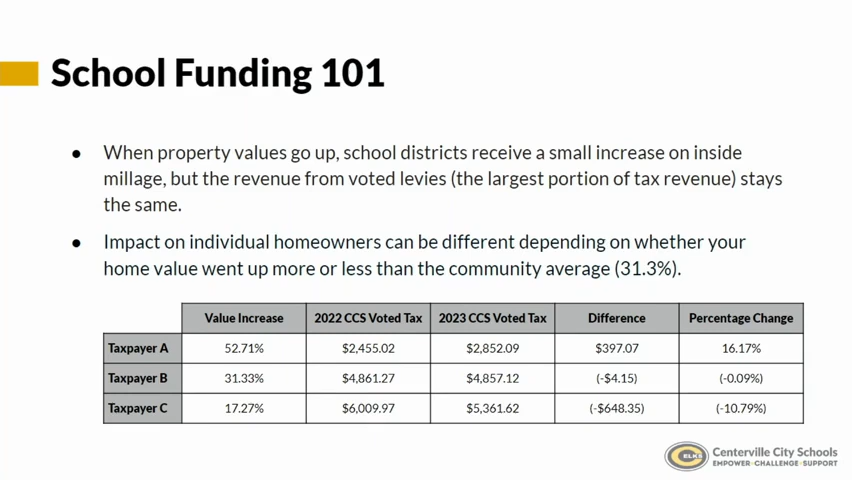 School Funding 101
● When property values go up, school districts receive a small increase on inside
millage, but the revenue from voted levies (the largest portion of tax revenue) stays
the same.
● Impact on individual homeowners can be different depending on whether your
home value went up more or less than the community average (31.3%).
Value Increase 2022 CCS Voted Tax 2023 CCS Voted Tax Difference Percentage Change
Taxpayer A 52.71% $2,455.02 $2,852.09 $397.07 16.17%
Taxpayer B 31.33% $4,861.27 $4,857.12 (-$4.15) (-0.09%)
Taxpayer C 17.27% $6,009.97 $5,361.62 (-$648.35) (-10.79%)
ELKS
Centerville City Schools
EMPOWER•CHALLENGE•SUPPORT